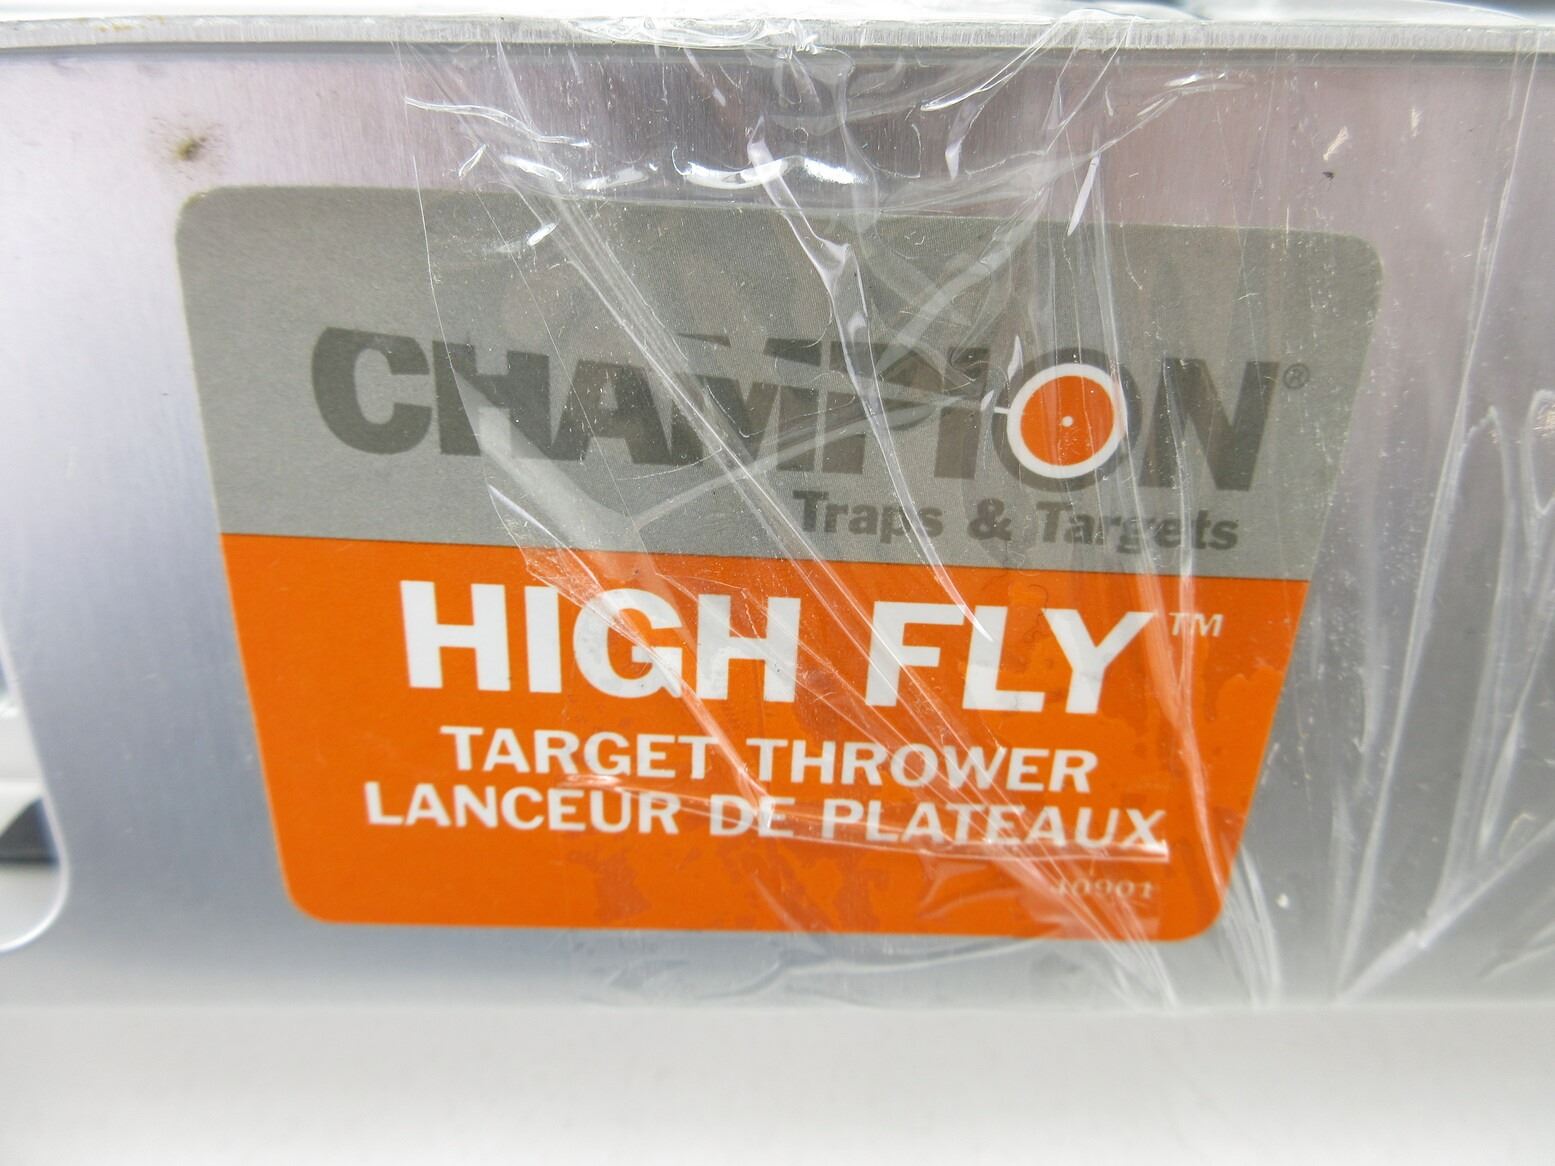 CHAMPION®
Traps & Targets
HIGH FLY™
TARGET THROWER
LANCEUR DE PLATEAUX
40901